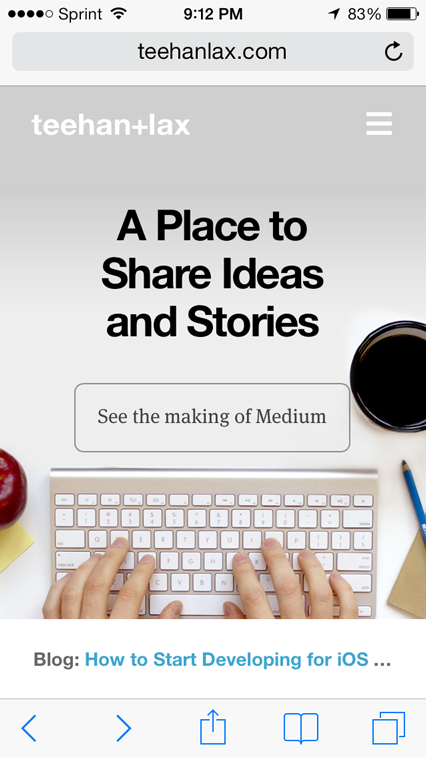 Sprint 9:12 PM 83%
teehanlax.com
teehan+lax
A Place to
Share Ideas
and Stories
See the making of Medium
Blog: How to Start Developing for iOS ...